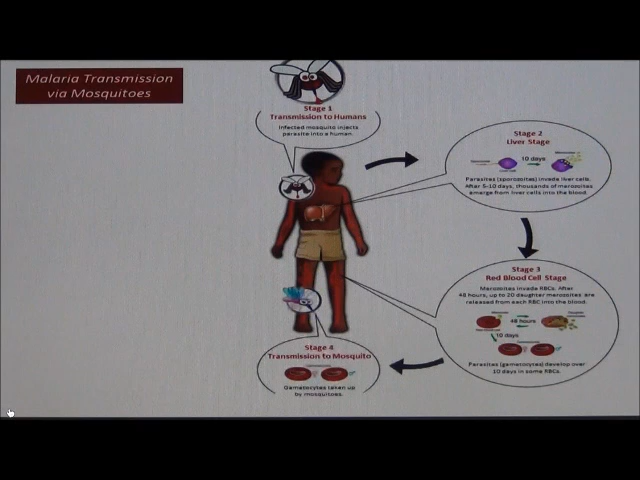 Malaria Transmission
via Mosquitoes
Stage 1
Transmission to Humans
Infected mosquito injects
parasite into a human.
Stage 2
Liver Stage
10 days
Parasites (sporozoites) invade liver cells.
After 5-10 days, thousands of merozoites
emerge from liver cells into the blood.
Stage 3
Red Blood Cell Stage
Merozoites invade RBCs. After
48 hours, up to 20 daughter merozoites are
released from each RBC into the blood.
48 hours
10 days
Parasites (gametocytes) develop over
10 days in some RBCs.
Stage 4
Transmission to Mosquito
Gametocytes taken up
by mosquitoes.